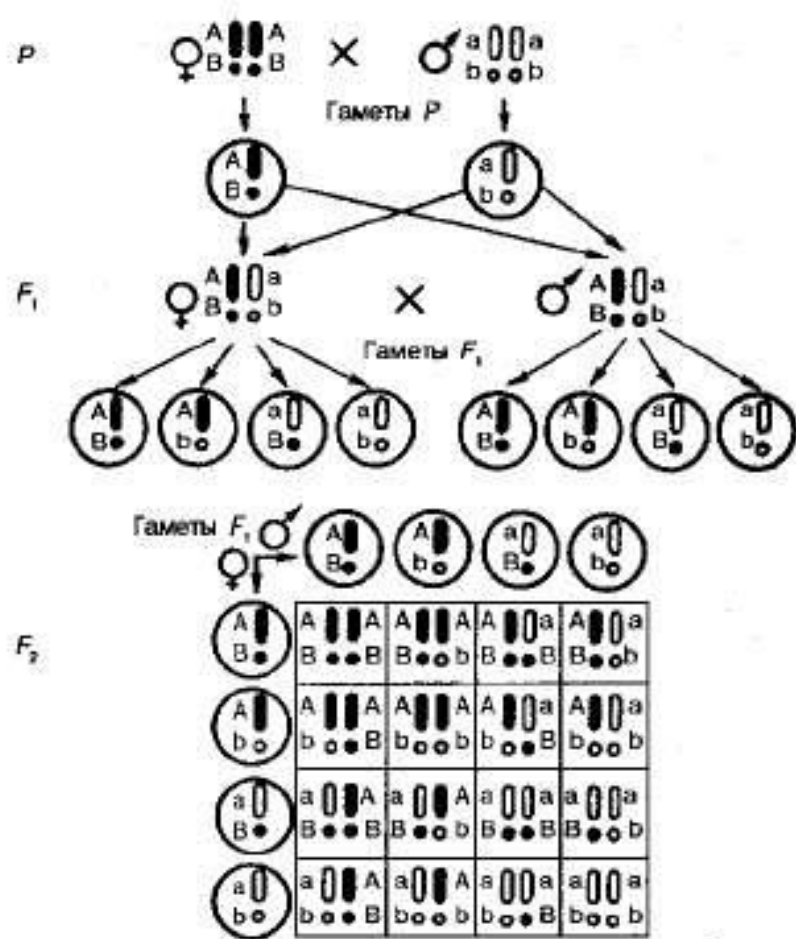 P A A a a
B B b b
Гаметы P
A a
B b
F₁ A a A a
B b B b
Гаметы F₁
A A a a A A a a
B b B b B b B b
Гаметы F₁ A A a a
B b B b
F₂ A A A A A A a A a
B B B B b B B B b
A A A A A A a A a
b b B b b b B b b
a a A a A a a a a
B B B B b B B B b
a a A a A a a a a
b b B b b b B b b